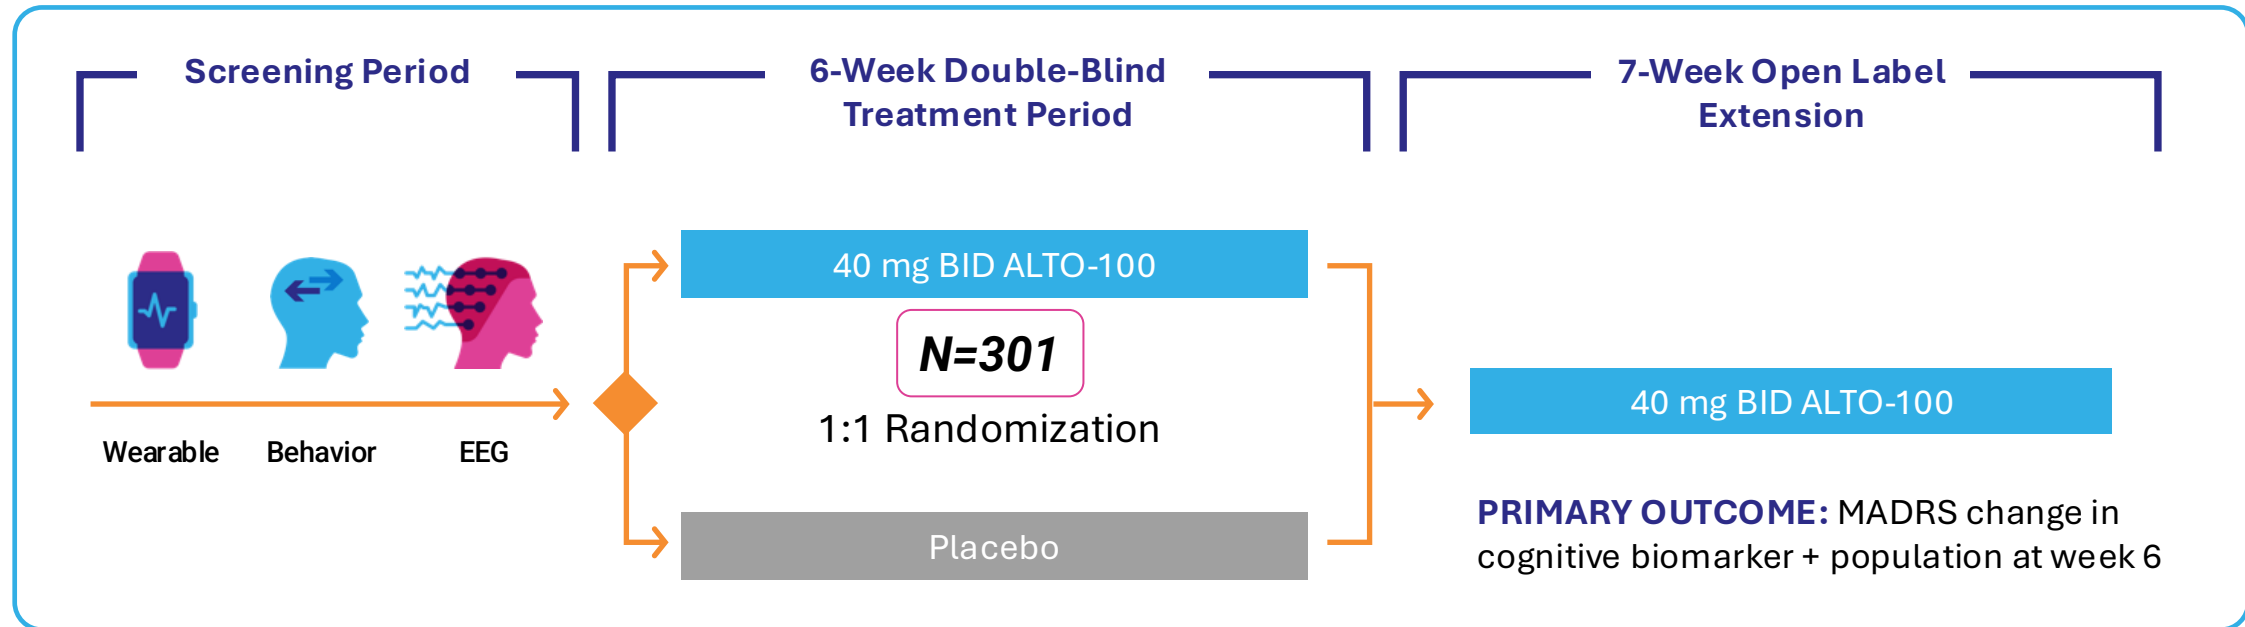 Screening Period
6-Week Double-Blind
Treatment Period
7-Week Open Label
Extension
Wearable
Behavior
EEG
40 mg BID ALTO-100
N=301
1:1 Randomization
Placebo
40 mg BID ALTO-100
PRIMARY OUTCOME: MADRS change in
cognitive biomarker + population at week 6